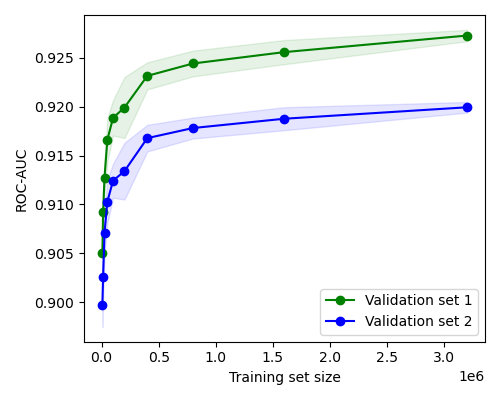 0.925
0.920
0.915
0.910
0.905
0.900
ROC-AUC
Validation set 1
Validation set 2
0.0 0.5 1.0 1.5 2.0 2.5 3.0
Training set size
1e6